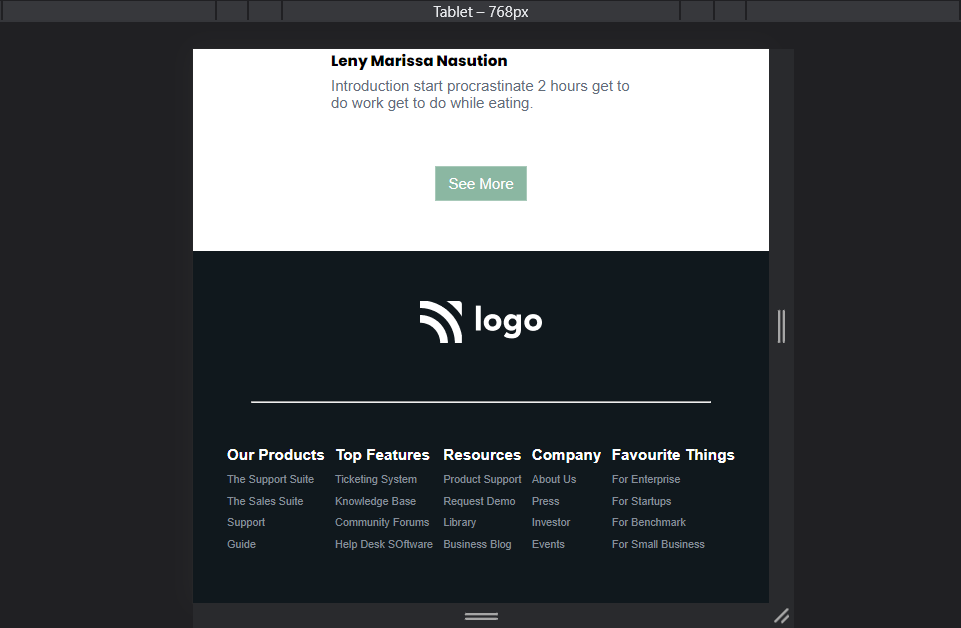 Tablet – 768px
Leny Marissa Nasution
Introduction start procrastinate 2 hours get to
do work get to do while eating.
See More
logo
Our Products Top Features Resources Company Favourite Things
The Support Suite Ticketing System Product Support About Us For Enterprise
The Sales Suite Knowledge Base Request Demo Press For Startups
Support Community Forums Library Investor For Benchmark
Guide Help Desk SOftware Business Blog Events For Small Business